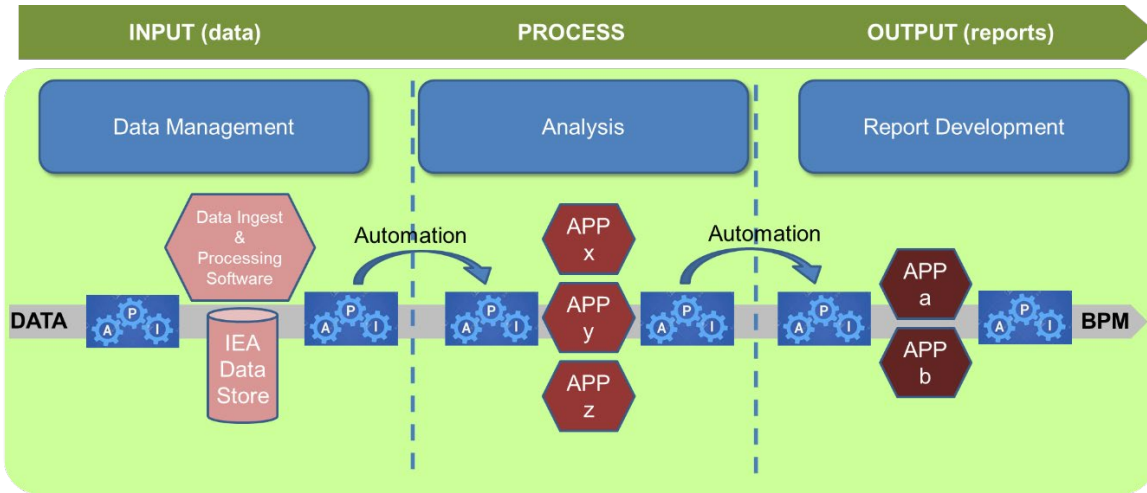 INPUT (data)
PROCESS
OUTPUT (reports)
Data Management
Analysis
Report Development
Data Ingest
&
Processing
Software
Automation
APP
x
Automation
APP
a
DATA
A P I
IEA
Data
Store
A P I
A P I
APP
y
A P I
A P I
A P I
BPM
APP
b
APP
z